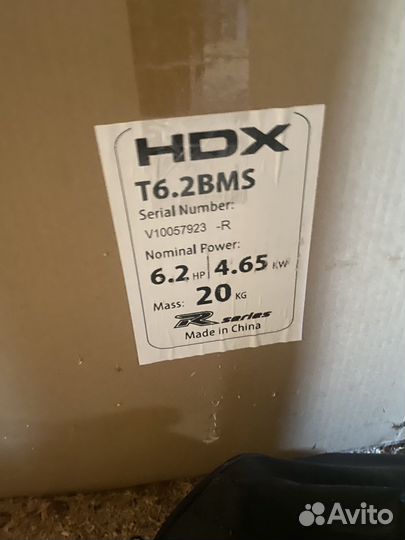 HDX
T6.2BMS
Serial Number:
V10057923 -R
Nominal Power:
6.2 HP | 4.65 KW
Mass: 20 KG
R series
Made in China
Avito